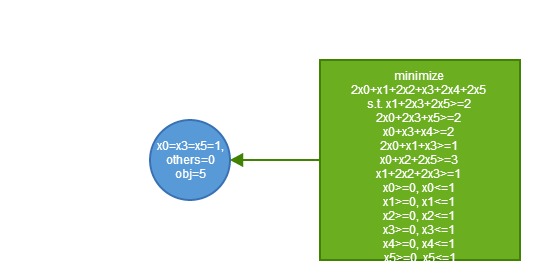 x0=x3=x5=1,
others=0
obj=5
minimize
2x0+x1+2x2+x3+2x4+2x5
s.t. x1+2x3+2x5>=2
2x0+2x3+x5>=2
x0+x3+x4>=2
2x0+x1+x3>=1
x0+x2+2x5>=3
x1+2x2+2x3>=1
x0>=0, x0<=1
x1>=0, x1<=1
x2>=0, x2<=1
x3>=0, x3<=1
x4>=0, x4<=1
x5>=0, x5<=1